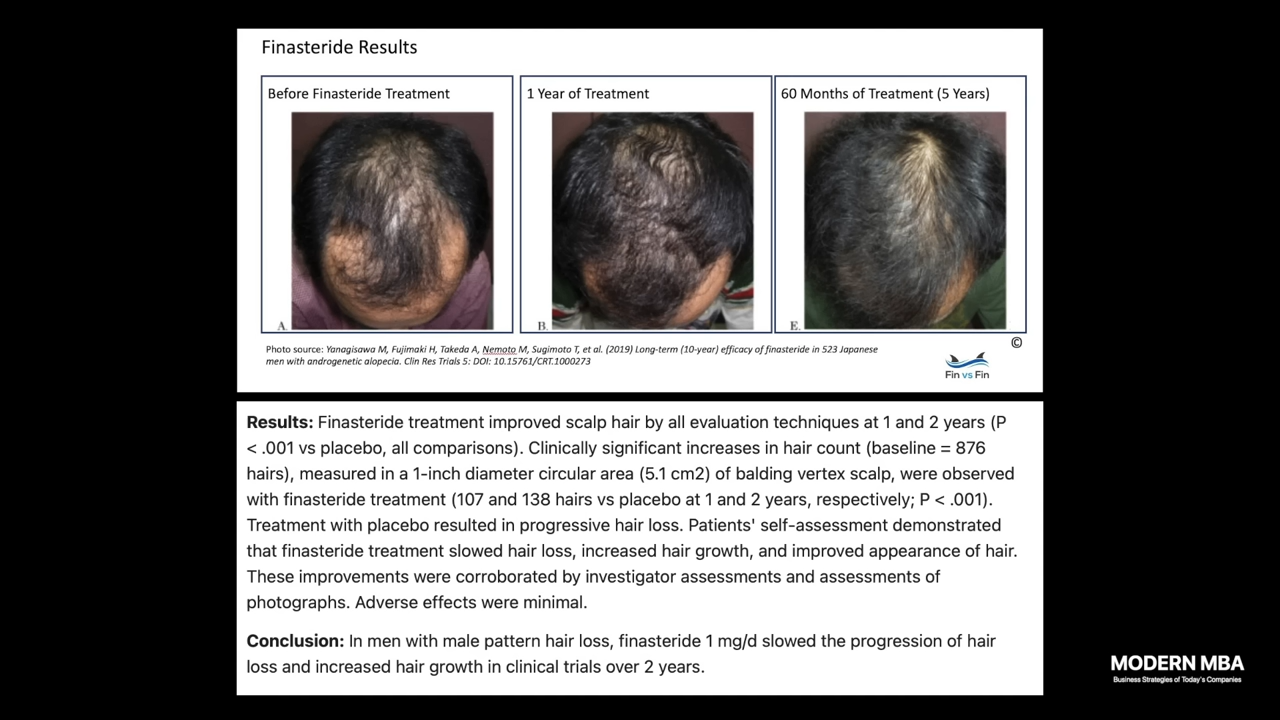 Finasteride Results
Before Finasteride Treatment
1 Year of Treatment
60 Months of Treatment (5 Years)
A.
B.
E.
Photo source: Yanagisawa M, Fujimaki H, Takeda A, Nemoto M, Sugimoto T, et al. (2019) Long-term (10-year) efficacy of finasteride in 523 Japanese
men with androgenetic alopecia. Clin Res Trials 5: DOI: 10.15761/CRT.1000273
©
Fin vs Fin
Results: Finasteride treatment improved scalp hair by all evaluation techniques at 1 and 2 years (P
< .001 vs placebo, all comparisons). Clinically significant increases in hair count (baseline = 876
hairs), measured in a 1-inch diameter circular area (5.1 cm2) of balding vertex scalp, were observed
with finasteride treatment (107 and 138 hairs vs placebo at 1 and 2 years, respectively; P < .001).
Treatment with placebo resulted in progressive hair loss. Patients' self-assessment demonstrated
that finasteride treatment slowed hair loss, increased hair growth, and improved appearance of hair.
These improvements were corroborated by investigator assessments and assessments of
photographs. Adverse effects were minimal.
Conclusion: In men with male pattern hair loss, finasteride 1 mg/d slowed the progression of hair
loss and increased hair growth in clinical trials over 2 years.
MODERN MBA
Business Strategies of Today's Companies